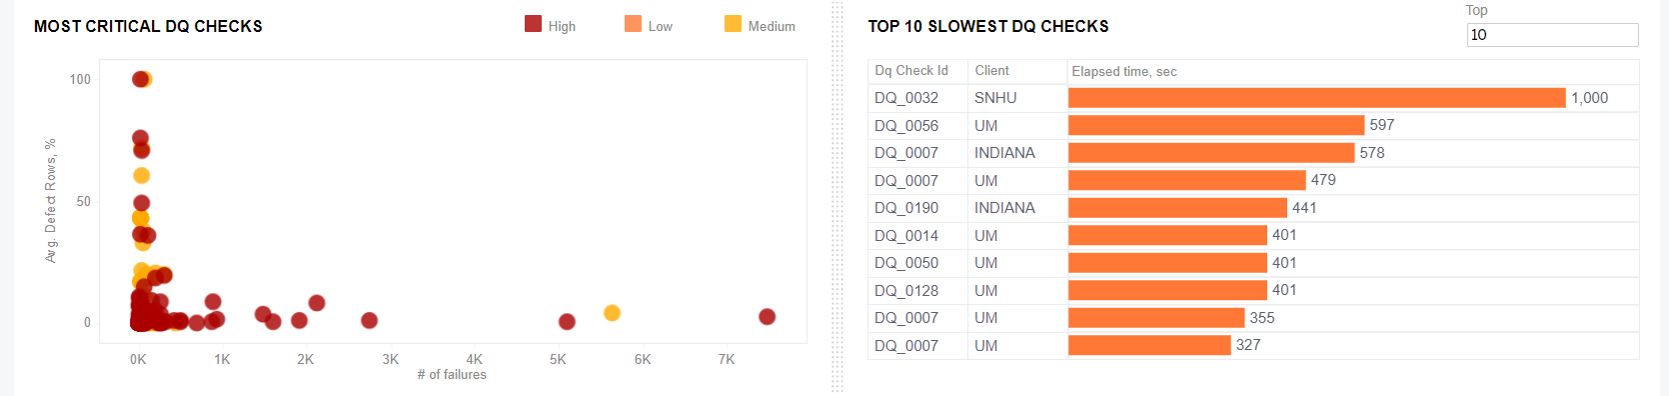 MOST CRITICAL DQ CHECKS
High
Low
Medium
Avg. Defect Rows, %
100
50
0
0K
1K
2K
3K
4K
5K
6K
7K
# of failures
TOP 10 SLOWEST DQ CHECKS
Top
10
Dq Check Id Client Elapsed time, sec
DQ_0032 SNHU 1,000
DQ_0056 UM 597
DQ_0007 INDIANA 578
DQ_0007 UM 479
DQ_0190 INDIANA 441
DQ_0014 UM 401
DQ_0050 UM 401
DQ_0128 UM 401
DQ_0007 UM 355
DQ_0007 UM 327